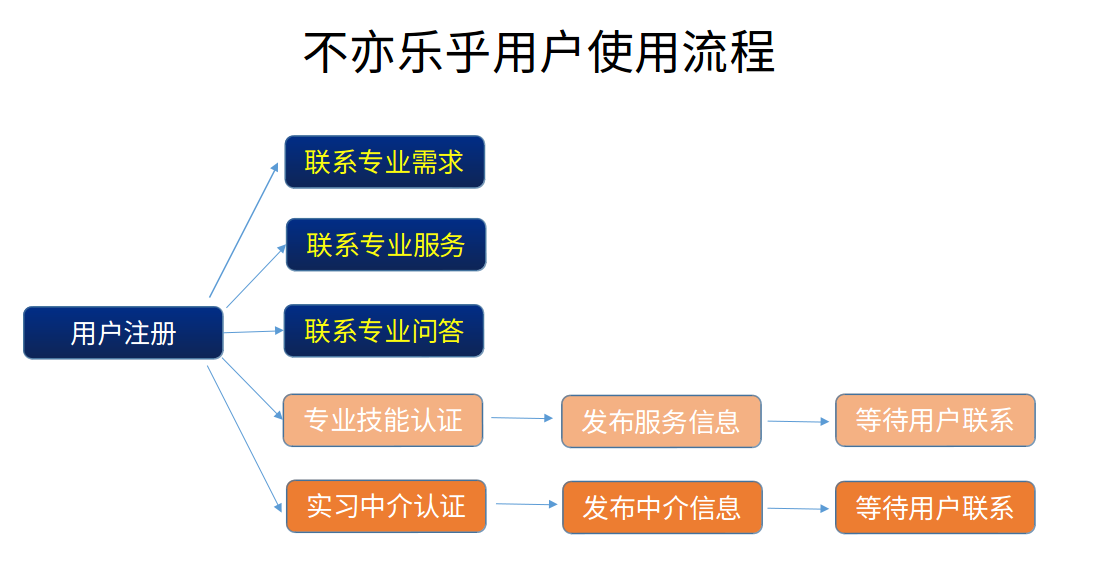 不亦乐乎用户使用流程
联系专业需求
联系专业服务
用户注册
联系专业问答
专业技能认证
发布服务信息
等待用户联系
实习中介认证
发布中介信息
等待用户联系